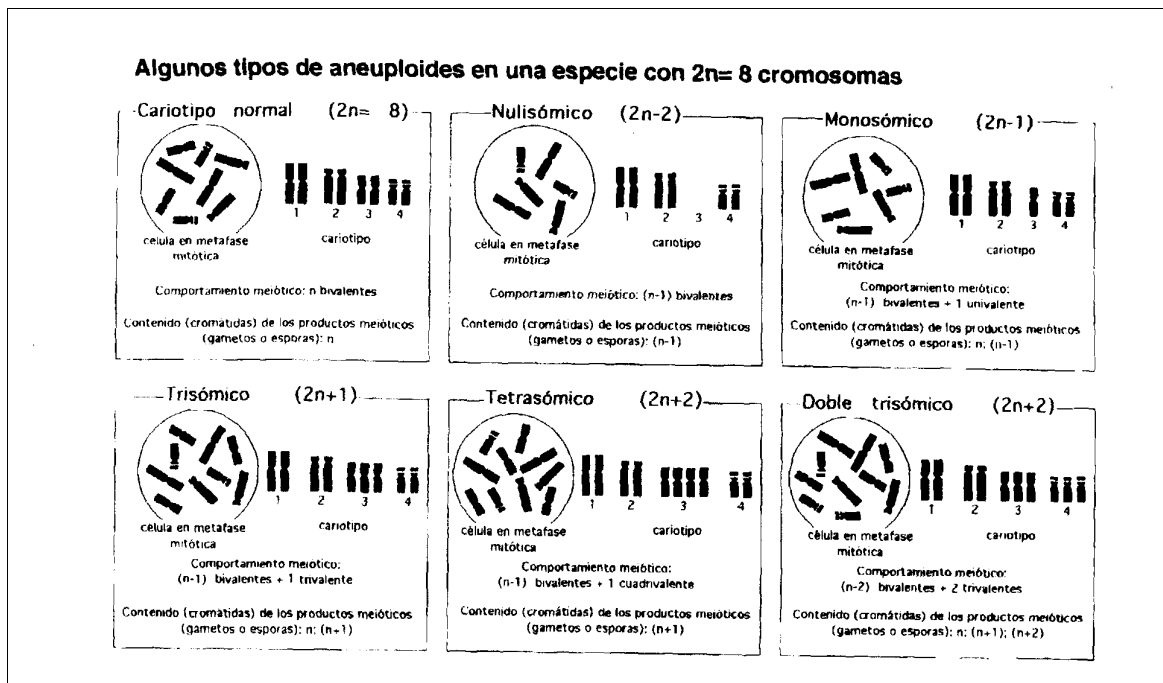 Algunos tipos de aneuploides en una especie con 2n= 8 cromosomas
Cariotipo normal (2n= 8)
1 2 3 4
célula en metafase
mitótica
cariotipo
Comportamiento meiótico: n bivalentes
Contenido (cromátidas) de los productos meióticos
(gametos o esporas): n
Nulisómico (2n-2)
1 2 3 4
célula en metafase
mitótica
cariotipo
Comportamiento meiótico: (n-1) bivalentes
Contenido (cromátidas) de los productos meióticos
(gametos o esporas): (n-1)
Monosómico (2n-1)
1 2 3 4
célula en metafase
mitótica
cariotipo
Comportamiento meiótico:
(n-1) bivalentes + 1 univalente
Contenido (cromátidas) de los productos meióticos
(gametos o esporas): n; (n-1)
Trisómico (2n+1)
1 2 3 4
célula en metafase
mitótica
cariotipo
Comportamiento meiótico:
(n-1) bivalentes + 1 trivalente
Contenido (cromátidas) de los productos meióticos
(gametos o esporas): n; (n+1)
Tetrasómico (2n+2)
1 2 3 4
célula en metafase
mitótica
cariotipo
Comportamiento meiótico:
(n-1) bivalentes + 1 cuadrivalente
Contenido (cromátidas) de los productos meióticos
(gametos o esporas): (n+1)
Doble trisómico (2n+2)
1 2 3 4
célula en metafase
mitótica
cariotipo
Comportamiento meiótico:
(n-2) bivalentes + 2 trivalentes
Contenido (cromátidas) de los productos meióticos
(gametos o esporas): n; (n+1); (n+2)